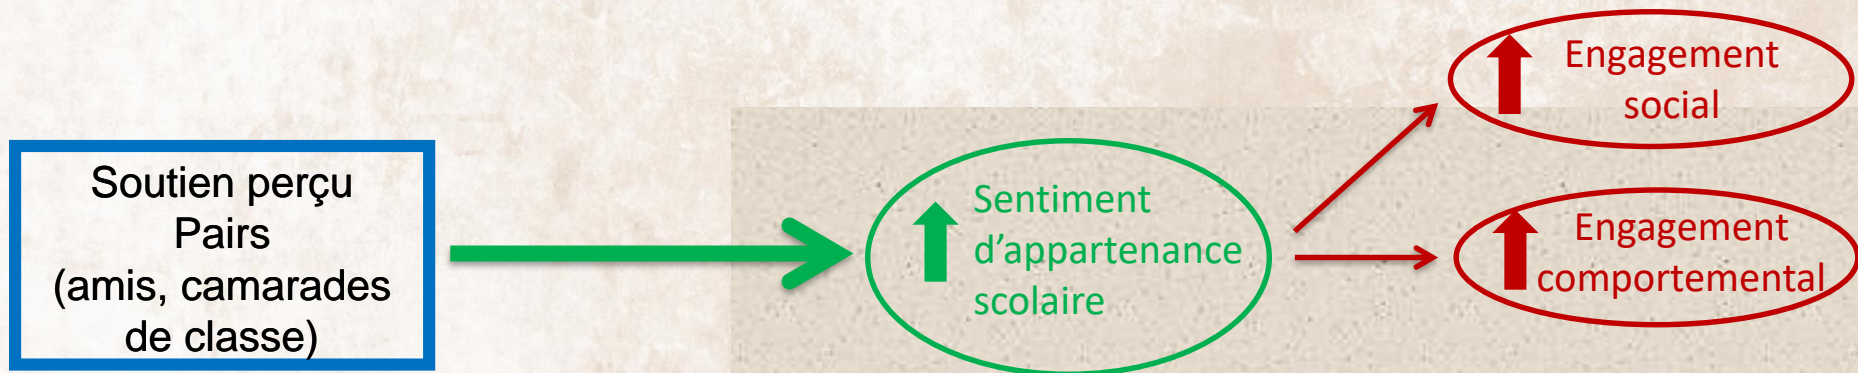 Soutien perçu
Pairs
(amis, camarades
de classe)
Sentiment
d’appartenance
scolaire
Engagement
social
Engagement
comportemental